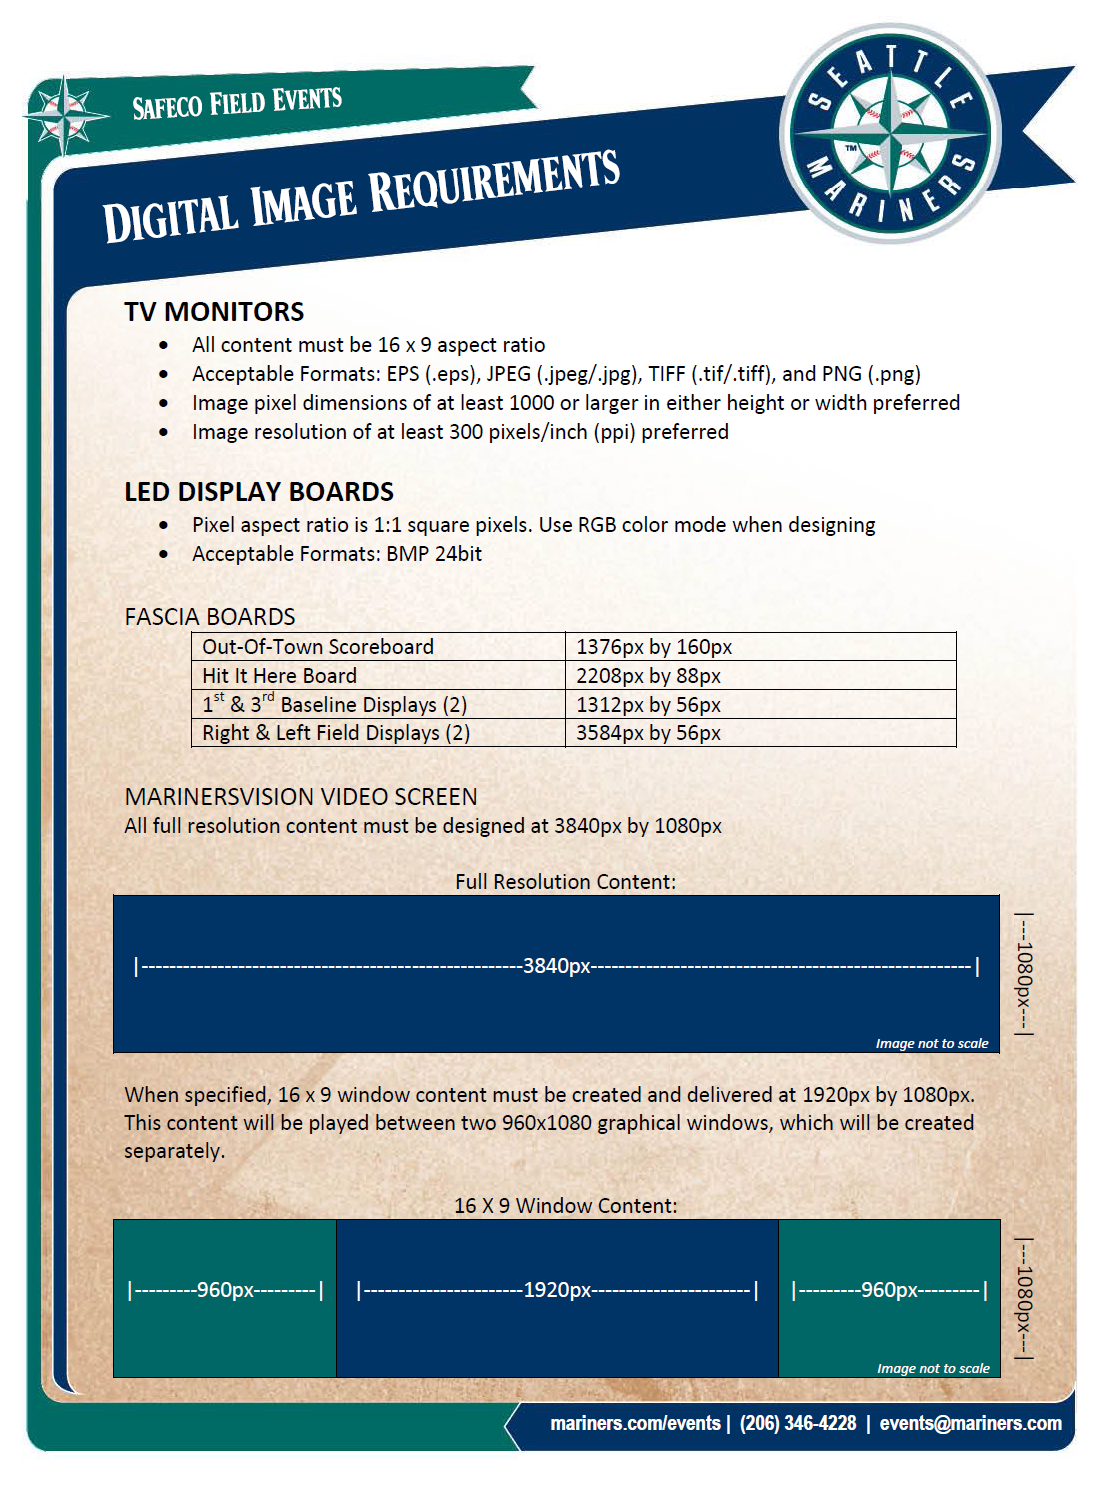 SAFECO FIELD EVENTS
SEATTLE
MARINERS
TM
DIGITAL IMAGE REQUIREMENTS
TV MONITORS
• All content must be 16 x 9 aspect ratio
• Acceptable Formats: EPS (.eps), JPEG (.jpeg/.jpg), TIFF (.tif/.tiff), and PNG (.png)
• Image pixel dimensions of at least 1000 or larger in either height or width preferred
• Image resolution of at least 300 pixels/inch (ppi) preferred
LED DISPLAY BOARDS
• Pixel aspect ratio is 1:1 square pixels. Use RGB color mode when designing
• Acceptable Formats: BMP 24bit
FASCIA BOARDS
Out-Of-Town Scoreboard 1376px by 160px
Hit It Here Board 2208px by 88px
1st & 3rd Baseline Displays (2) 1312px by 56px
Right & Left Field Displays (2) 3584px by 56px
MARINERSVISION VIDEO SCREEN
All full resolution content must be designed at 3840px by 1080px
Full Resolution Content:
|-------------------------------------------------------3840px-------------------------------------------------------|
|---1080px---|
Image not to scale
When specified, 16 x 9 window content must be created and delivered at 1920px by 1080px.
This content will be played between two 960x1080 graphical windows, which will be created
separately.
16 X 9 Window Content:
|---------960px---------| |-----------------------1920px-----------------------| |---------960px---------|
|---1080px---|
Image not to scale
mariners.com/events | (206) 346-4228 | events@mariners.com